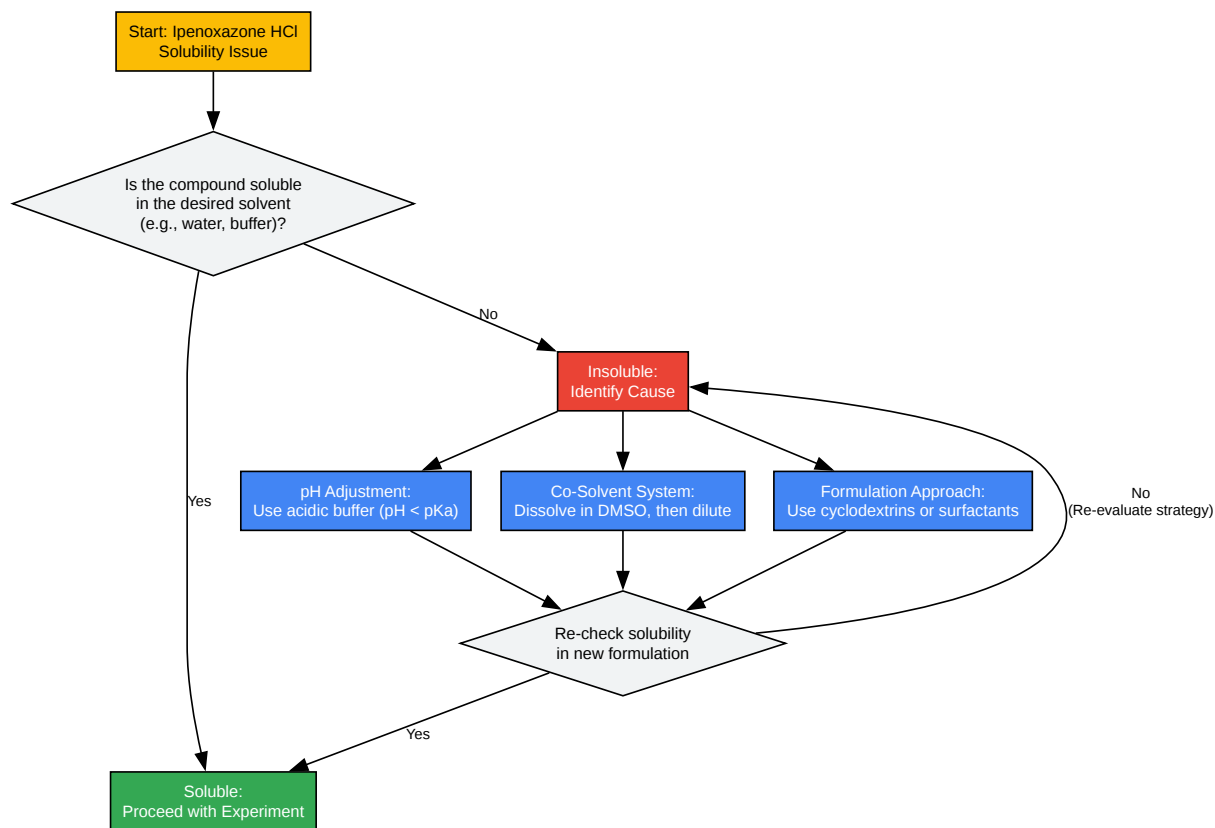 Start: Ipenoxazone HCl
Solubility Issue
Is the compound soluble
in the desired solvent
(e.g., water, buffer)?
No
Insoluble:
Identify Cause
Yes
pH Adjustment:
Use acidic buffer (pH < pKa)
Co-Solvent System:
Dissolve in DMSO, then dilute
Formulation Approach:
Use cyclodextrins or surfactants
No
(Re-evaluate strategy)
Re-check solubility
in new formulation
Yes
Soluble:
Proceed with Experiment